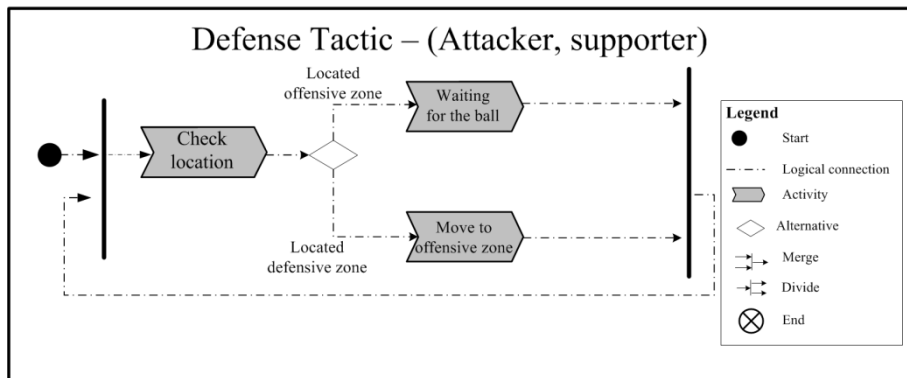 Defense Tactic – (Attacker, supporter)
Located
offensive zone
Waiting
for the ball
Check
location
Located
defensive zone
Move to
offensive zone
Legend
Start
Logical connection
Activity
Alternative
Merge
Divide
End